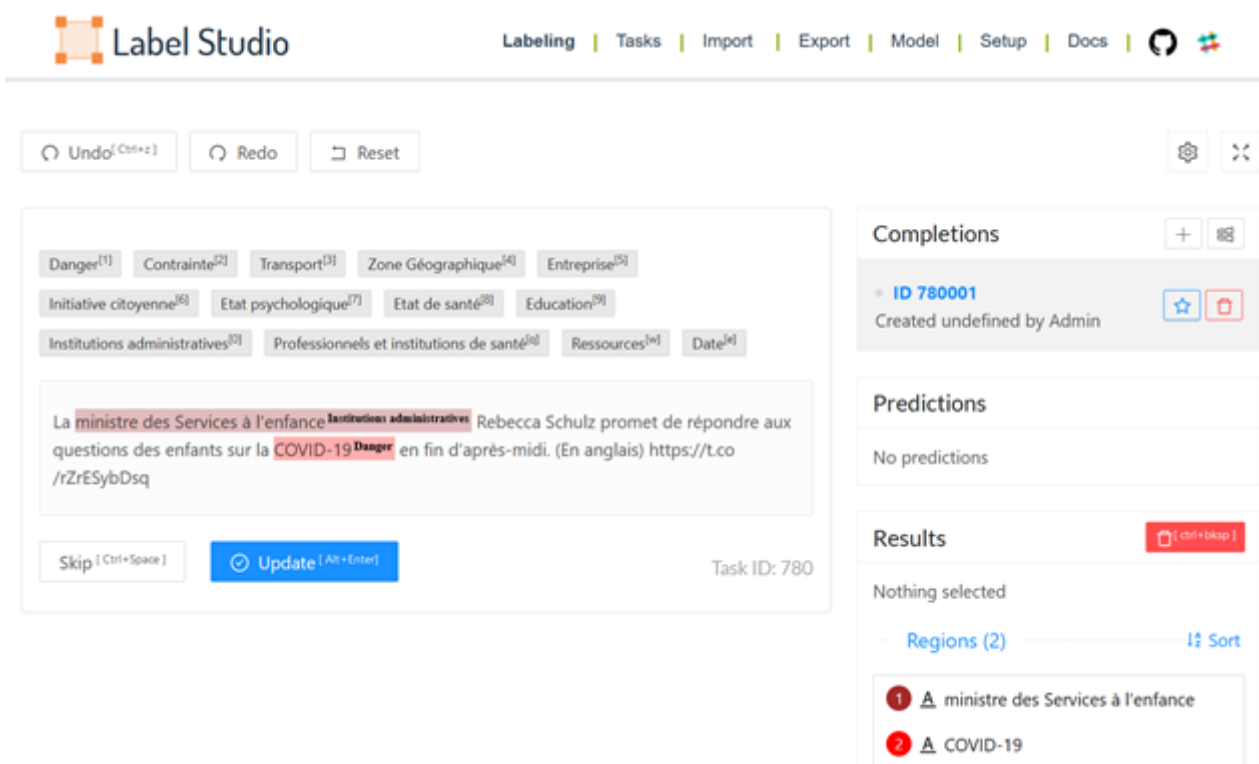 Label Studio
Labeling | Tasks | Import | Export | Model | Setup | Docs |
Undo[ Ctrl+z ] Redo Reset
Danger[1] Contrainte[2] Transport[3] Zone Géographique[4] Entreprise[5]
Initiative citoyenne[6] Etat psychologique[7] Etat de santé[8] Education[9]
Institutions administratives[0] Professionnels et institutions de santé[q] Ressources[w] Date[e]
La ministre des Services à l'enfance Institutions administratives Rebecca Schulz promet de répondre aux
questions des enfants sur la COVID-19 Danger en fin d'après-midi. (En anglais) https://t.co
/rZrESybDsq
Skip [ Ctrl+Space ] Update [ Alt+Enter]
Task ID: 780
Completions
ID 780001
Created undefined by Admin
Predictions
No predictions
Results [ ctrl+bksp ]
Nothing selected
Regions (2) Sort
1 A ministre des Services à l'enfance
2 A COVID-19